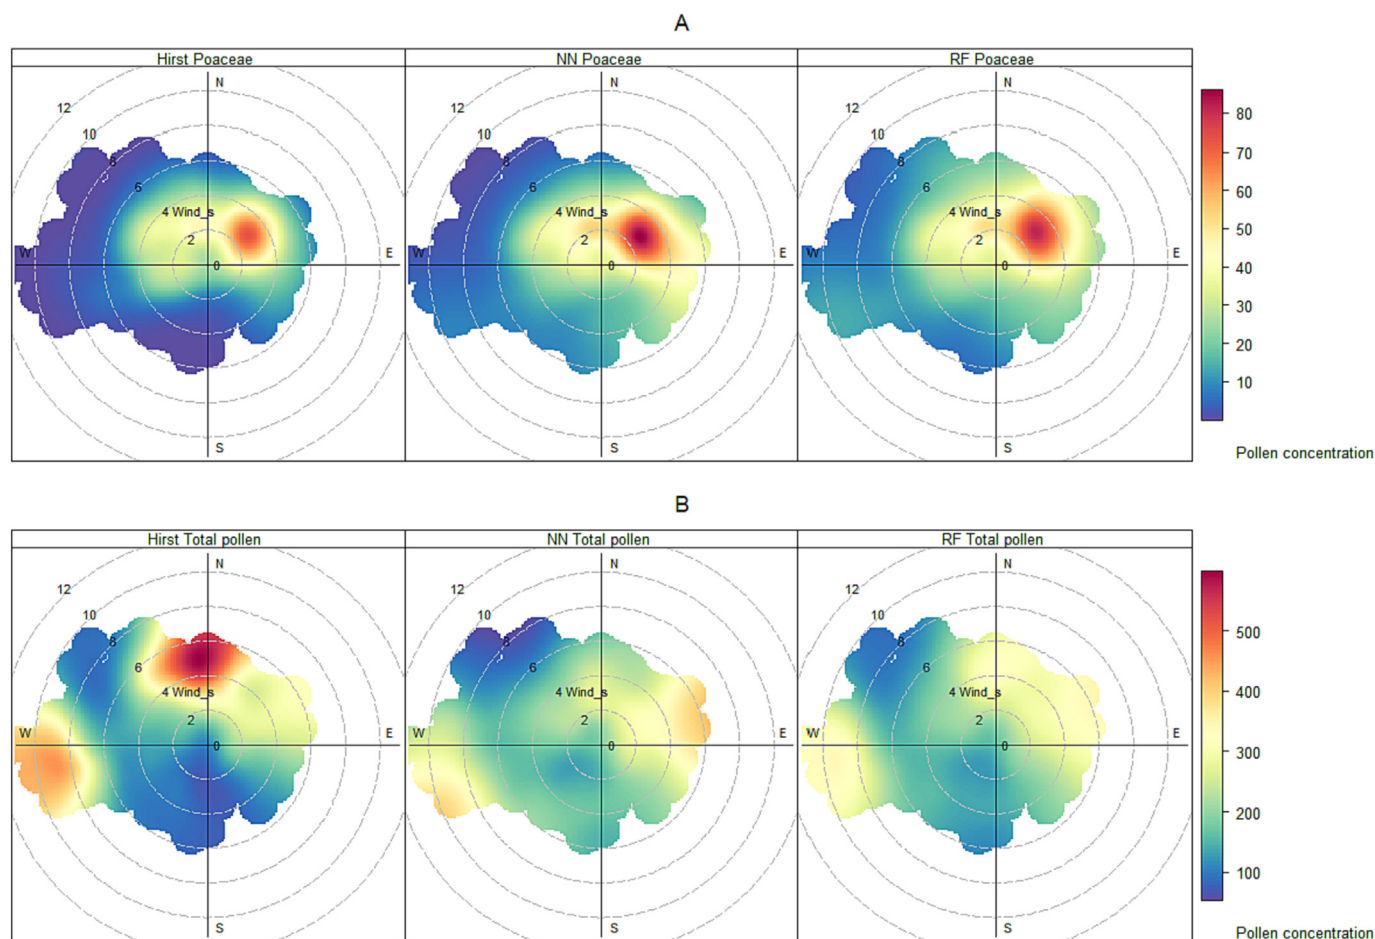 A
Hirst Poaceae NN Poaceae RF Poaceae
N N N
12 12 12
10 10 10
8 8 8
6 6 6
4 Wind_s 4 Wind_s 4 Wind_s
2 2 2
W E W E W E
0 0 0
S S S
80
70
60
50
40
30
20
10
Pollen concentration
B
Hirst Total pollen NN Total pollen RF Total pollen
N N N
12 12 12
10 10 10
8 8 8
6 6 6
4 Wind_s 4 Wind_s 4 Wind_s
2 2 2
W E W E W E
0 0 0
S S S
500
400
300
200
100
Pollen concentration